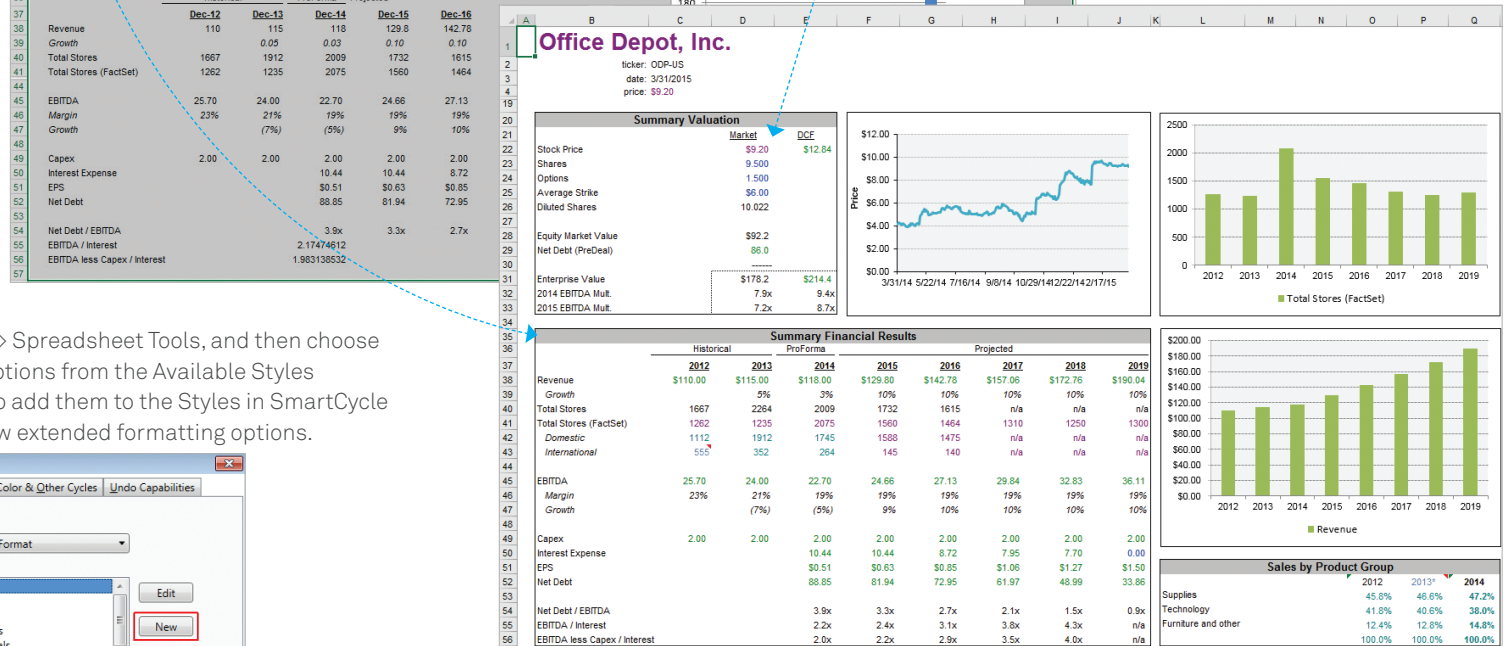 37 Dec-12 Dec-13 Dec-14 Dec-15 Dec-16
38 Revenue 110 115 118 129.8 142.78
39 Growth 0.05 0.03 0.10 0.10
40 Total Stores 1667 1912 2009 1732 1615
41 Total Stores (FactSet) 1262 1235 2075 1560 1464
44
45 EBITDA 25.70 24.00 22.70 24.66 27.13
46 Margin 23% 21% 19% 19% 19%
47 Growth (7%) (5%) 9% 10%
48
49 Capex 2.00 2.00 2.00 2.00 2.00
50 Interest Expense 10.44 10.44 8.72
51 EPS $0.51 $0.63 $0.85
52 Net Debt 88.85 81.94 72.95
53
54 Net Debt / EBITDA 3.9x 3.3x 2.7x
55 EBITDA / Interest 2.17474612
56 EBITDA less Capex / Interest 1.983138532
57
> Spreadsheet Tools, and then choose
ptions from the Available Styles
o add them to the Styles in SmartCycle
w extended formatting options.
Color & Other Cycles Undo Capabilities
Format
Edit
New
180
A B C D E F G H I J K L M N O P Q
1 Office Depot, Inc.
2 ticker: ODP-US
3 date: 3/31/2015
4 price: $9.20
19
20 Summary Valuation
21 Market DCF
22 Stock Price $9.20 $12.84
23 Shares 9.500
24 Options 1.500
25 Average Strike $6.00
26 Diluted Shares 10.022
27
28 Equity Market Value $92.2
29 Net Debt (PreDeal) 86.0
30 ------
31 Enterprise Value $178.2 $214.4
32 2014 EBITDA Mult. 7.9x 9.4x
33 2015 EBITDA Mult. 7.2x 8.7x
34
Price
$12.00
$10.00
$8.00
$6.00
$4.00
$2.00
$0.00
3/31/14 5/22/14 7/16/14 9/8/14 10/29/14 12/22/14 2/17/15
2500
2000
1500
1000
500
0
2012 2013 2014 2015 2016 2017 2018 2019
Total Stores (FactSet)
35 Summary Financial Results
36 Historical ProForma Projected
37 2012 2013 2014 2015 2016 2017 2018 2019
38 Revenue $110.00 $115.00 $118.00 $129.80 $142.78 $157.06 $172.76 $190.04
39 Growth 5% 3% 10% 10% 10% 10% 10%
40 Total Stores 1667 2264 2009 1732 1615 n/a n/a n/a
41 Total Stores (FactSet) 1262 1235 2075 1560 1464 1310 1250 1300
42 Domestic 1112 1912 1745 1588 1475 n/a n/a n/a
43 International 555 352 264 145 140 n/a n/a n/a
44
45 EBITDA 25.70 24.00 22.70 24.66 27.13 29.84 32.83 36.11
46 Margin 23% 21% 19% 19% 19% 19% 19% 19%
47 Growth (7%) (5%) 9% 10% 10% 10% 10%
48
49 Capex 2.00 2.00 2.00 2.00 2.00 2.00 2.00 2.00
50 Interest Expense 10.44 10.44 8.72 7.95 7.70 0.00
51 EPS $0.51 $0.63 $0.85 $1.06 $1.27 $1.50
52 Net Debt 88.85 81.94 72.95 61.97 48.99 33.86
53
54 Net Debt / EBITDA 3.9x 3.3x 2.7x 2.1x 1.5x 0.9x
55 EBITDA / Interest 2.2x 2.4x 3.1x 3.8x 4.3x n/a
56 EBITDA less Capex / Interest 2.0x 2.2x 2.9x 3.5x 4.0x n/a
$200.00
$180.00
$160.00
$140.00
$120.00
$100.00
$80.00
$60.00
$40.00
$20.00
$0.00
2012 2013 2014 2015 2016 2017 2018 2019
Revenue
Sales by Product Group
2012 2013* 2014
Supplies 45.8% 46.6% 47.2%
Technology 41.8% 40.6% 38.0%
Furniture and other 12.4% 12.8% 14.8%
100.0% 100.0% 100.0%